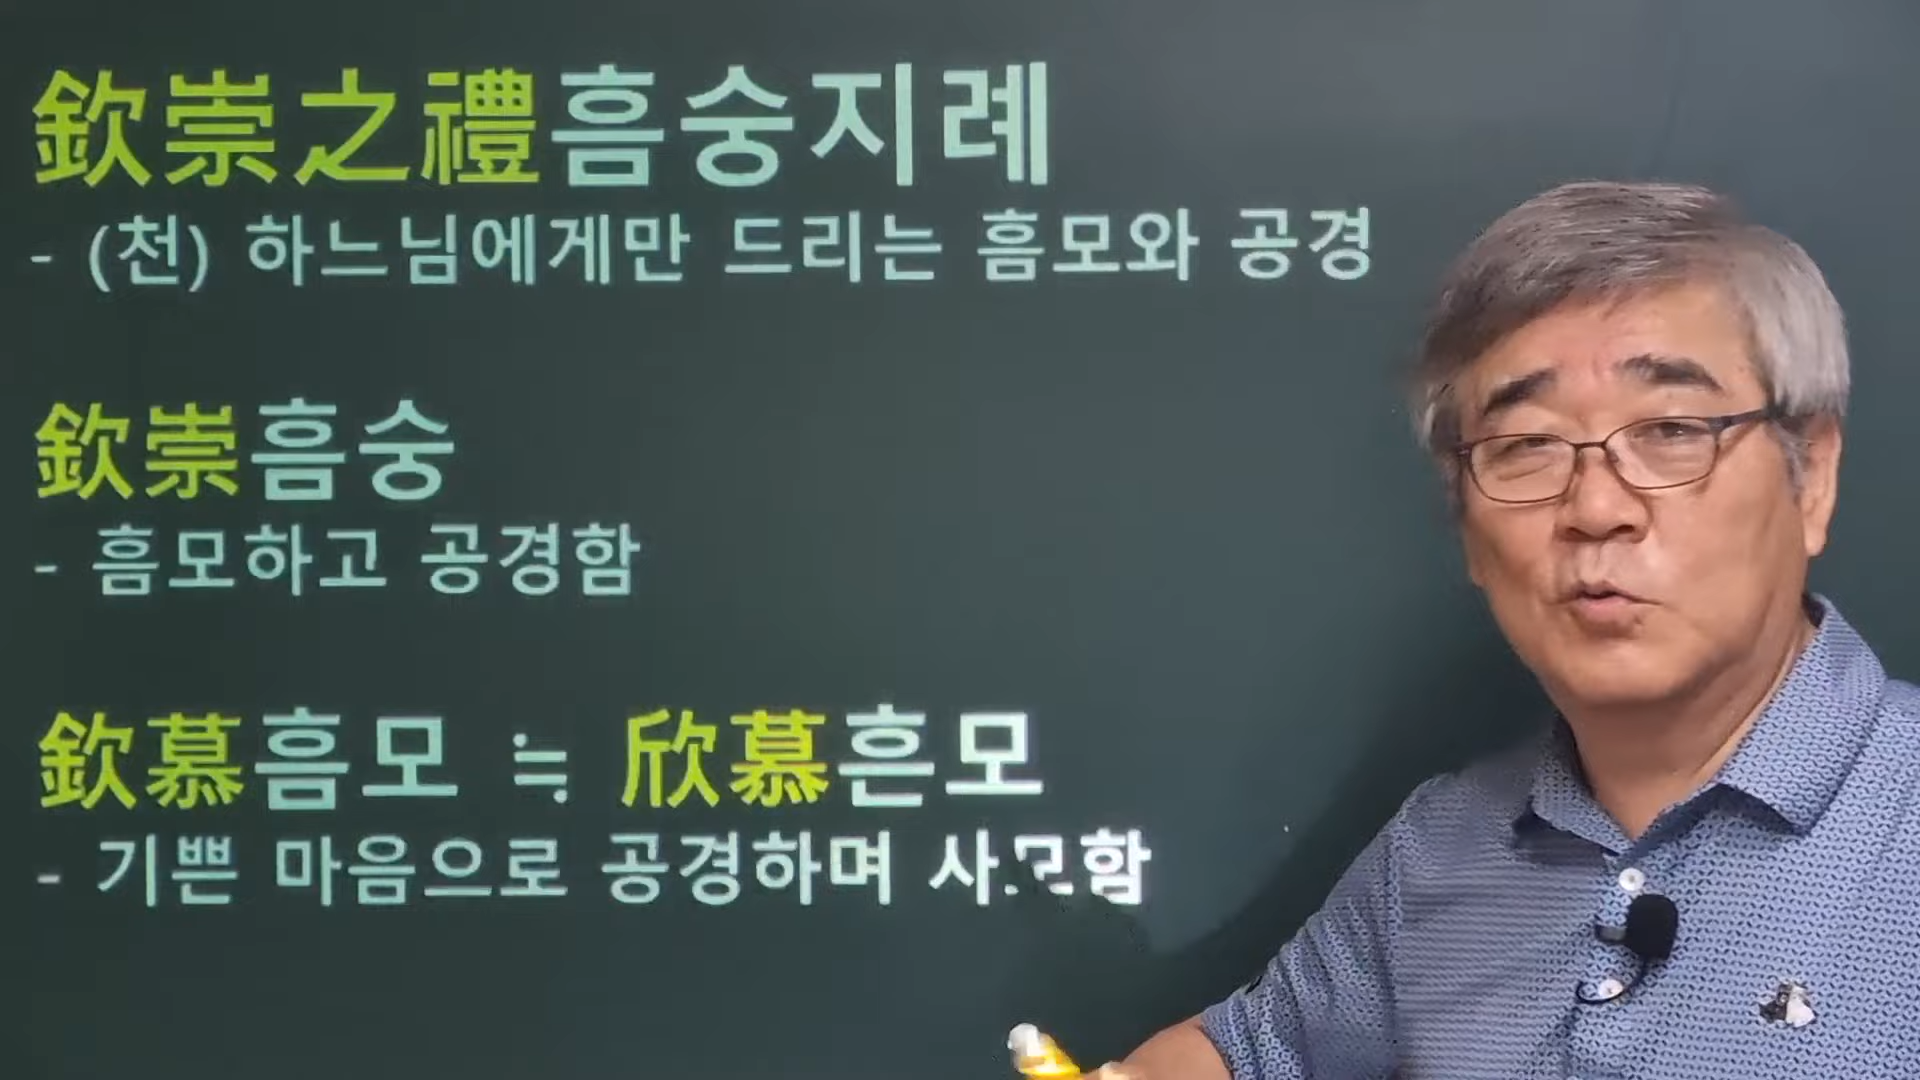 欽崇之禮흠숭지례
- (천) 하느님에게만 드리는 흠모와 공경
欽崇흠숭
- 흠모하고 공경함
欽慕흠모 ≒ 欣慕흔모
- 기쁜 마음으로 공경하며 사모함